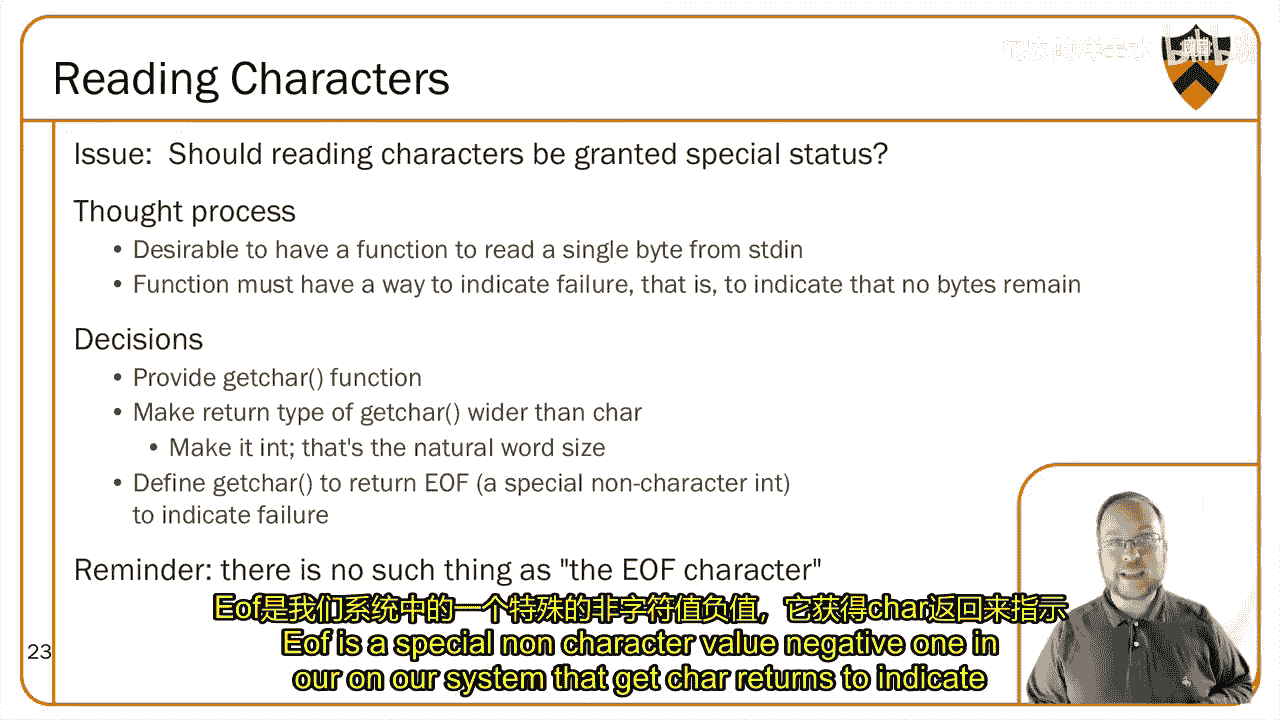 Reading Characters
Issue: Should reading characters be granted special status?
Thought process
• Desirable to have a function to read a single byte from stdin
• Function must have a way to indicate failure, that is, to indicate that no bytes remain
Decisions
• Provide getchar() function
• Make return type of getchar() wider than char
• Make it int; that's the natural word size
• Define getchar() to return EOF (a special non-character int)
to indicate failure
Reminder: there is no such thing as "the EOF character"
Eof是我们系统中的一个特殊的非字符值负值，它获得char返回来指示
Eof is a special non character value negative one in
our on our system that get char returns to indicate
23